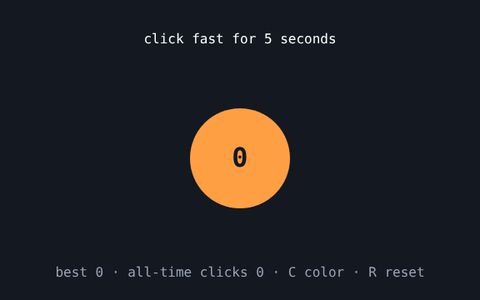 click fast for 5 seconds
0
best 0 · all-time clicks 0 · C color · R reset